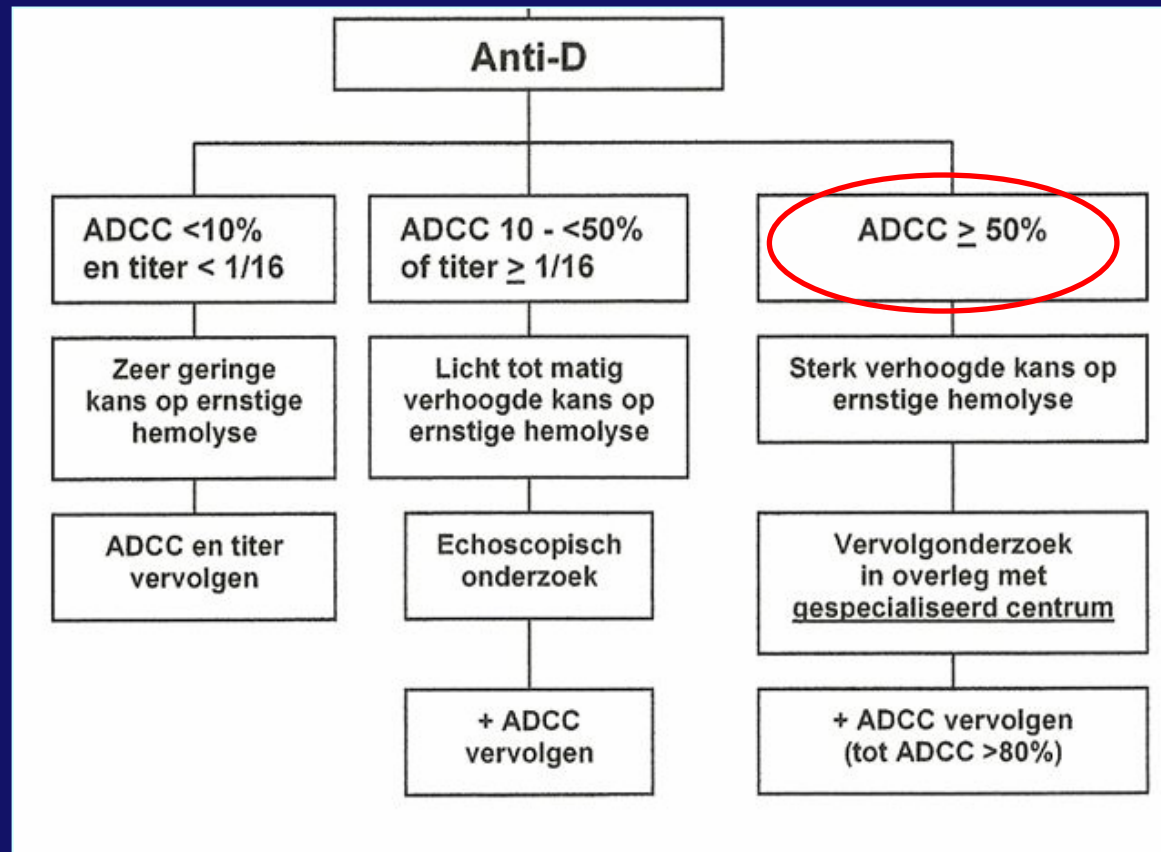 Anti-D
ADCC <10%
en titer < 1/16
ADCC 10 - <50%
of titer ≥ 1/16
ADCC ≥ 50%
Zeer geringe
kans op ernstige
hemolyse
Licht tot matig
verhoogde kans op
ernstige hemolyse
Sterk verhoogde kans op
ernstige hemolyse
ADCC en titer
vervolgen
Echoscopisch
onderzoek
Vervolgonderzoek
in overleg met
gespecialiseerd centrum
+ ADCC
vervolgen
+ ADCC vervolgen
(tot ADCC >80%)